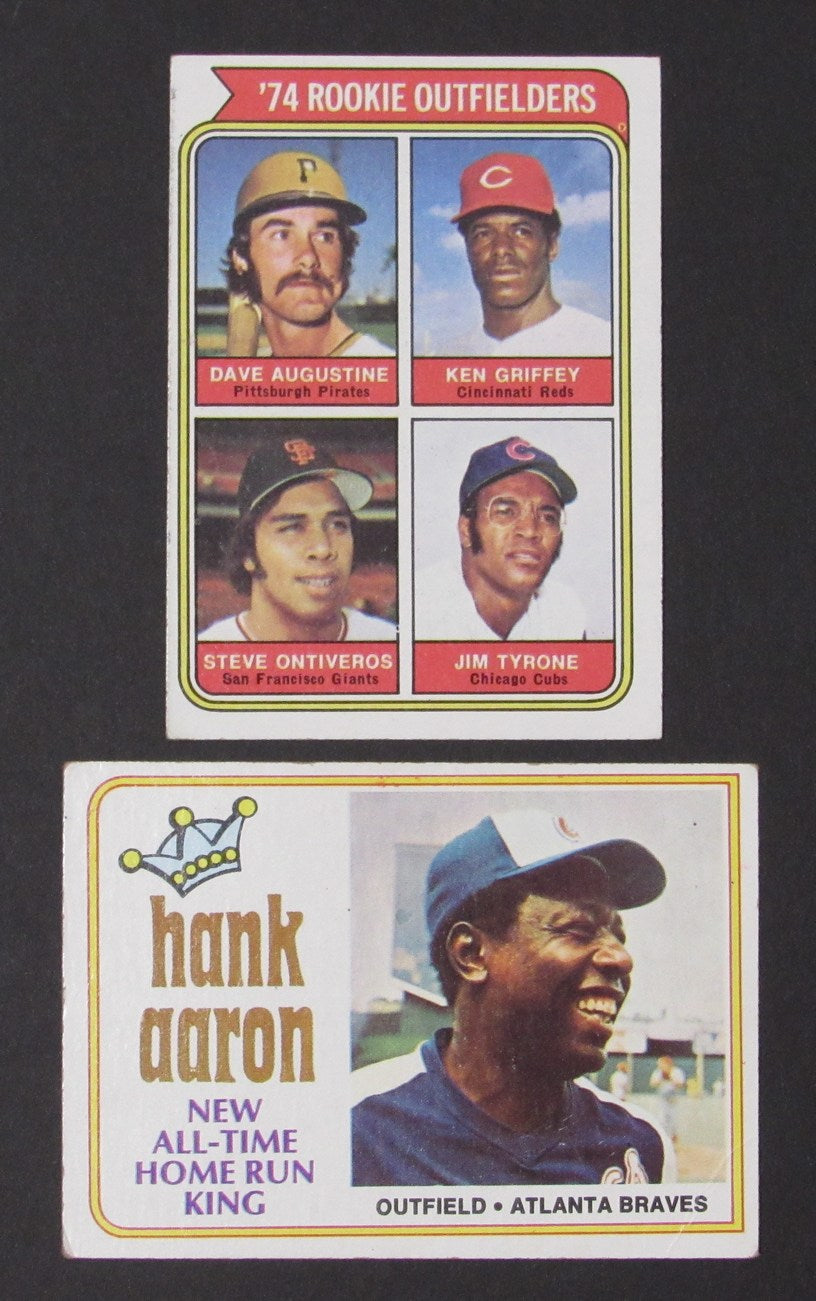 '74 ROOKIE OUTFIELDERS
P
C
DAVE AUGUSTINE
Pittsburgh Pirates
KEN GRIFFEY
Cincinnati Reds
SF
C
STEVE ONTIVEROS
San Francisco Giants
JIM TYRONE
Chicago Cubs
hank
aaron
NEW
ALL-TIME
HOME RUN
KING
OUTFIELD • ATLANTA BRAVES